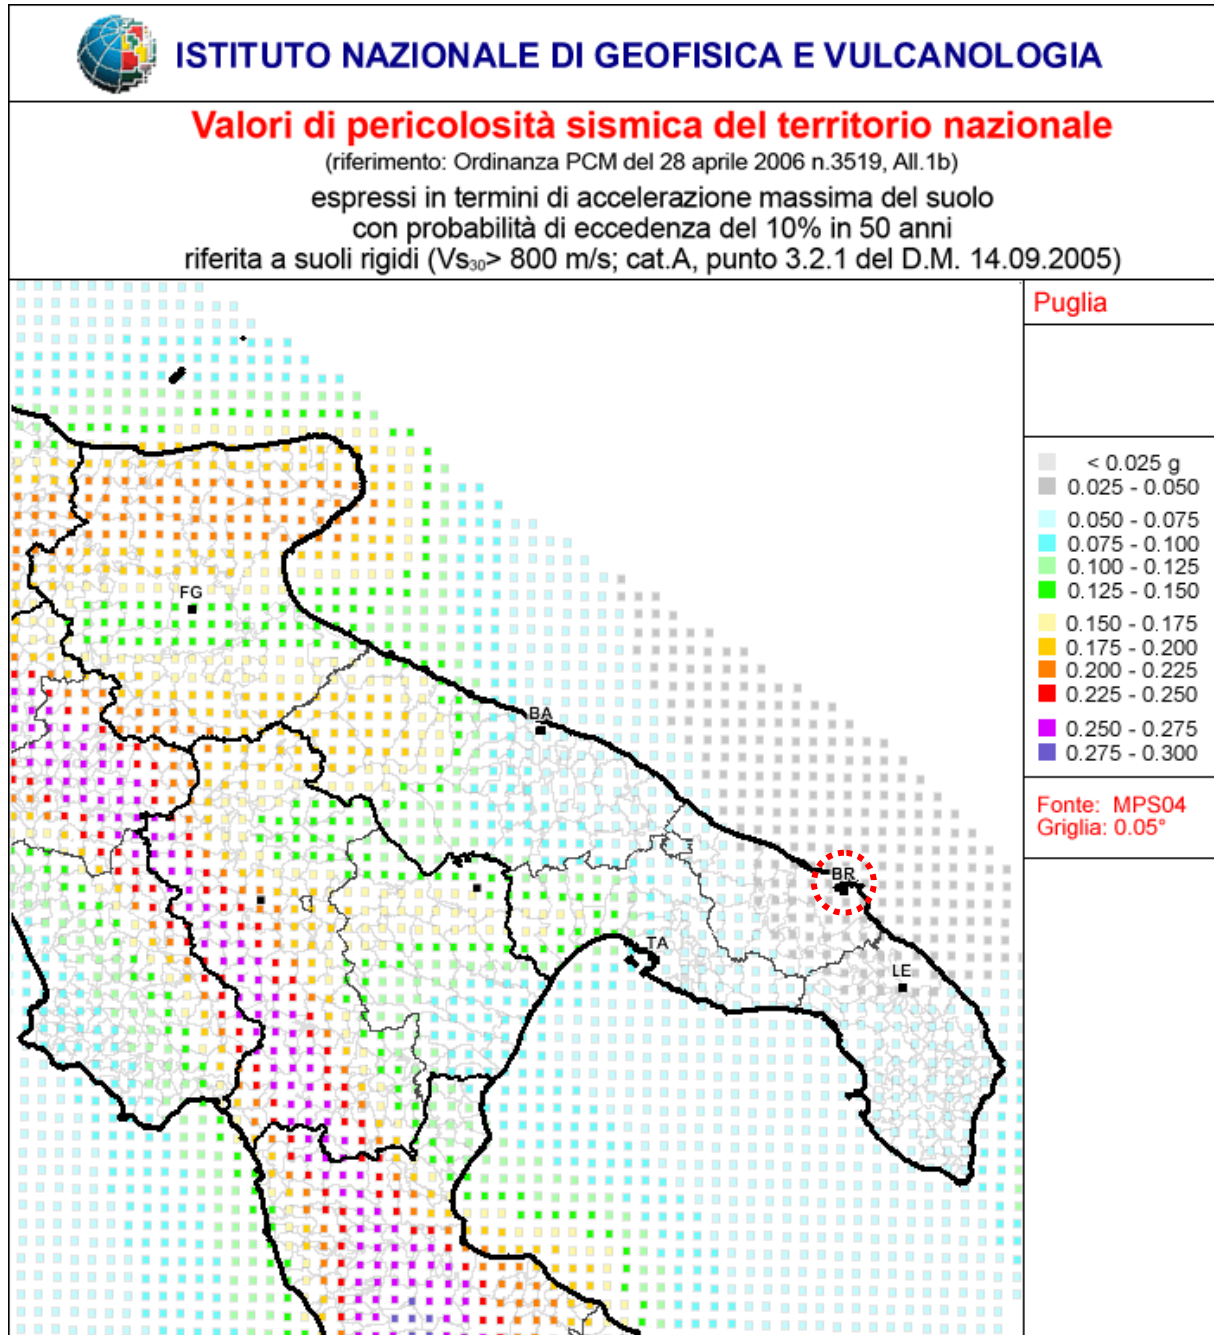 ISTITUTO NAZIONALE DI GEOFISICA E VULCANOLOGIA
Valori di pericolosità sismica del territorio nazionale
(riferimento: Ordinanza PCM del 28 aprile 2006 n.3519, All.1b)
espressi in termini di accelerazione massima del suolo
con probabilità di eccedenza del 10% in 50 anni
riferita a suoli rigidi (Vs30> 800 m/s; cat.A, punto 3.2.1 del D.M. 14.09.2005)
Puglia
< 0.025 g
0.025 - 0.050
0.050 - 0.075
0.075 - 0.100
0.100 - 0.125
0.125 - 0.150
0.150 - 0.175
0.175 - 0.200
0.200 - 0.225
0.225 - 0.250
0.250 - 0.275
0.275 - 0.300
Fonte: MPS04
Griglia: 0.05°
FG
BA
BR
TA
LE